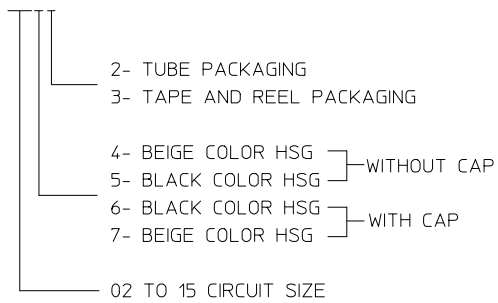 2- TUBE PACKAGING
3- TAPE AND REEL PACKAGING
4- BEIGE COLOR HSG
5- BLACK COLOR HSG
WITHOUT CAP
6- BLACK COLOR HSG
7- BEIGE COLOR HSG
WITH CAP
02 TO 15 CIRCUIT SIZE